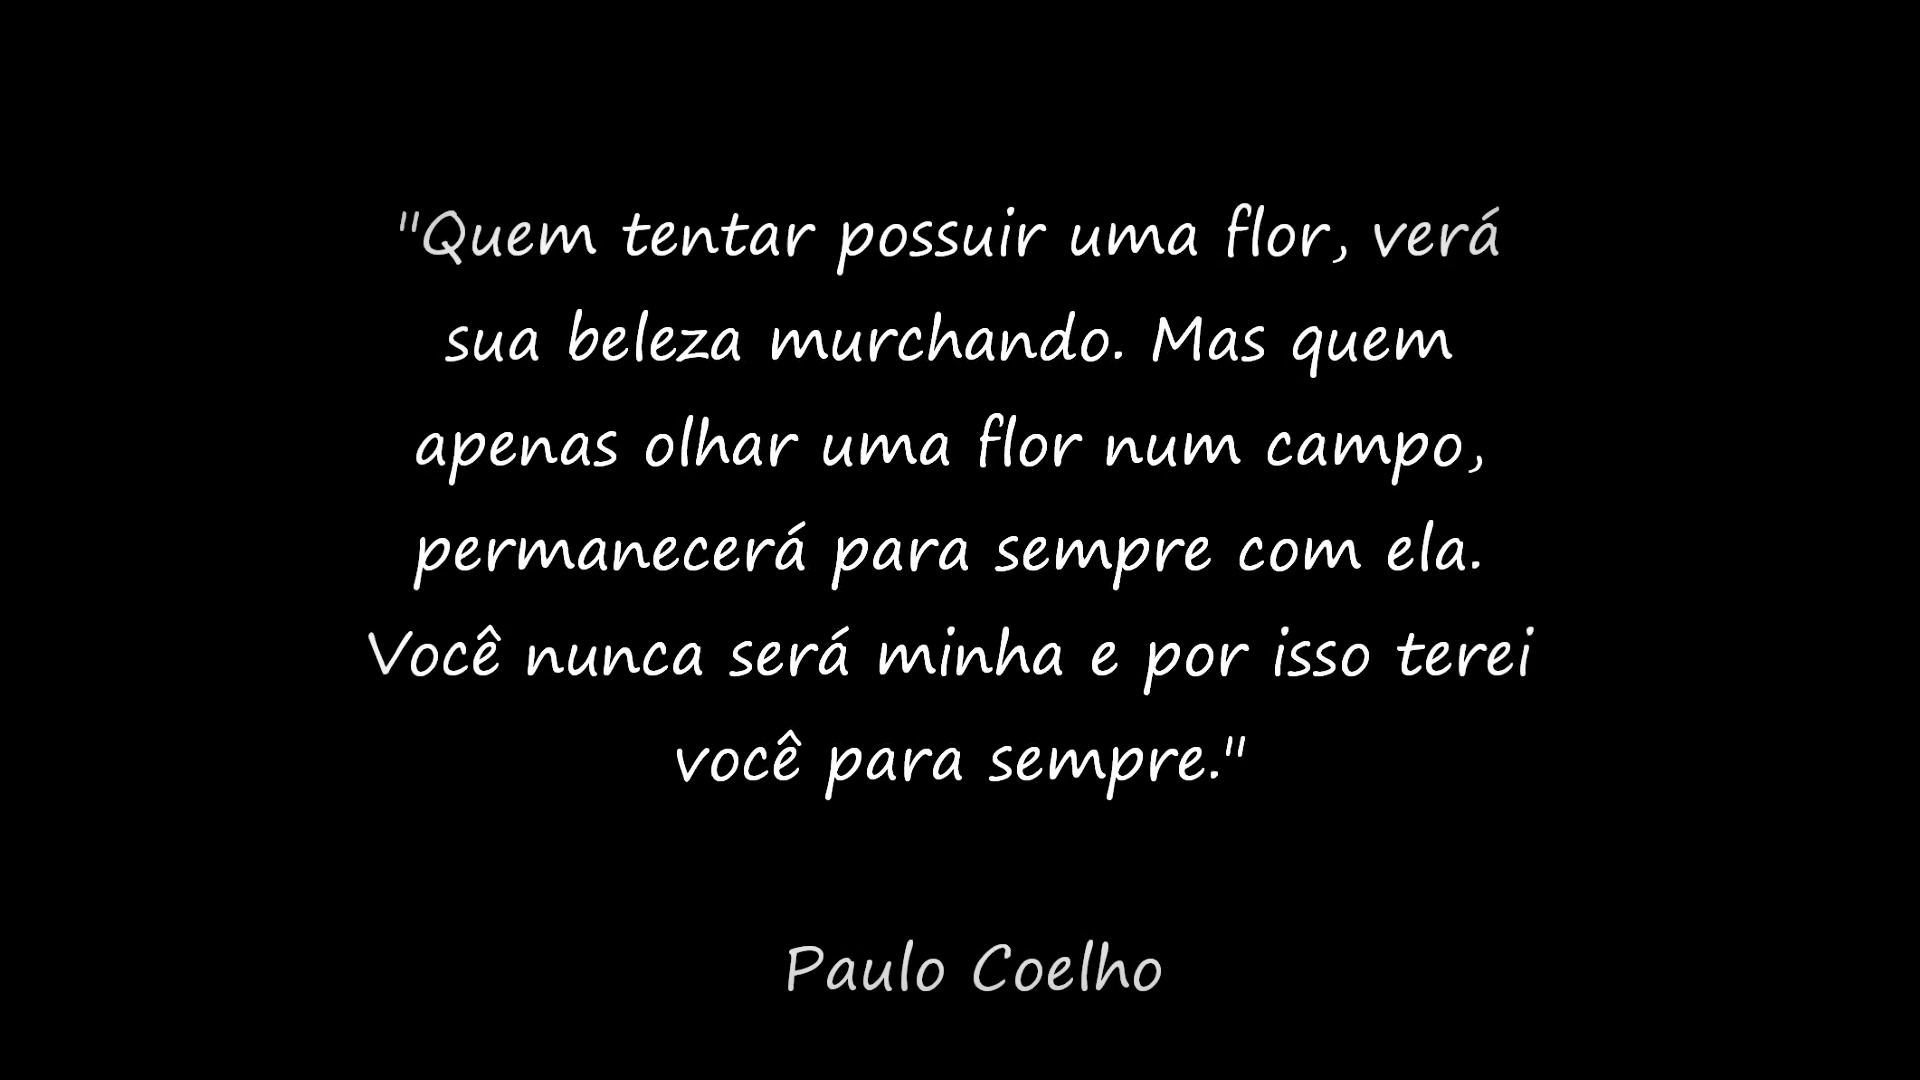 "Quem tentar possuir uma flor, verá
sua beleza murchando. Mas quem
apenas olhar uma flor num campo,
permanecerá para sempre com ela.
Você nunca será minha e por isso terei
você para sempre."
Paulo Coelho